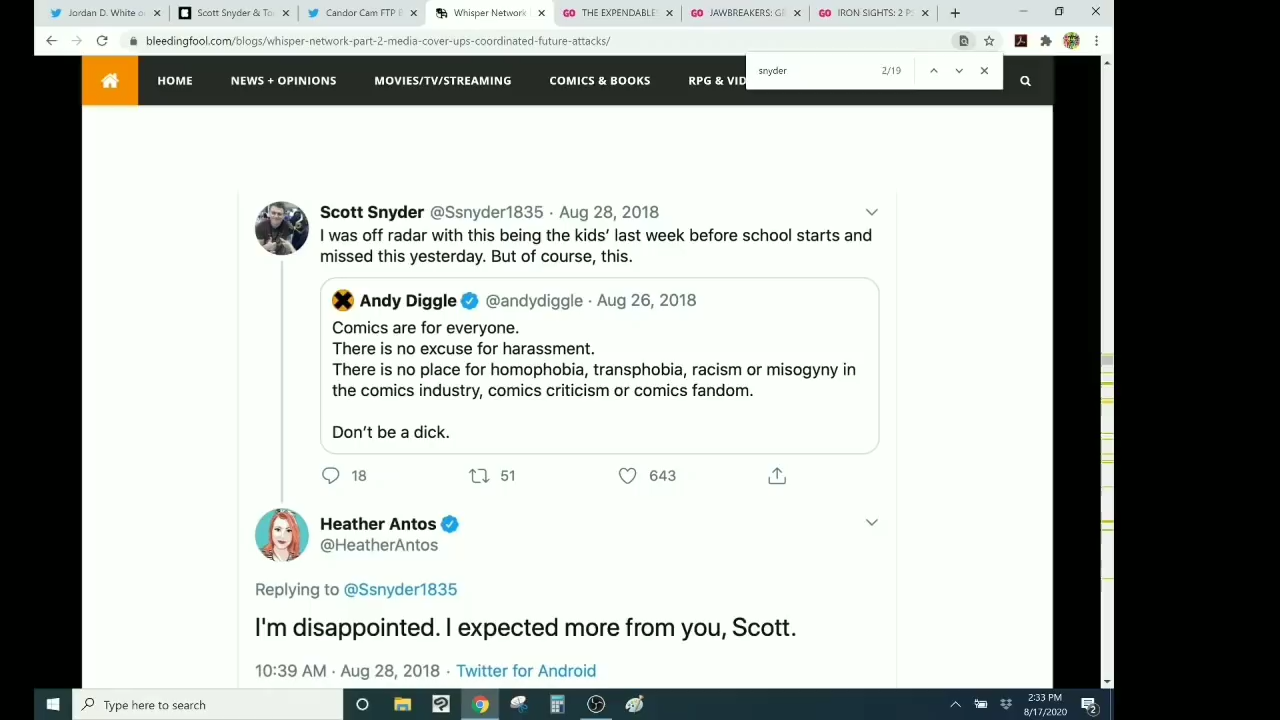 Jordan D. White or
Scott Snyder & To
Candor Cam FTP B
Whisper Network
THE EXPENDABLE
JAWBREAKERS: G
IRON SIGHTS: 2 P
bleedingfool.com/blogs/whisper-network-part-2-media-cover-ups-coordinated-future-attacks/
snyder 2/19
HOME NEWS + OPINIONS MOVIES/TV/STREAMING COMICS & BOOKS RPG & VID
Scott Snyder @Ssnyder1835 · Aug 28, 2018
I was off radar with this being the kids’ last week before school starts and
missed this yesterday. But of course, this.
Andy Diggle @andydiggle · Aug 26, 2018
Comics are for everyone.
There is no excuse for harassment.
There is no place for homophobia, transphobia, racism or misogyny in
the comics industry, comics criticism or comics fandom.
Don’t be a dick.
18 51 643
Heather Antos
@HeatherAntos
Replying to @Ssnyder1835
I'm disappointed. I expected more from you, Scott.
10:39 AM · Aug 28, 2018 · Twitter for Android
Type here to search
2:33 PM
8/17/2020
2